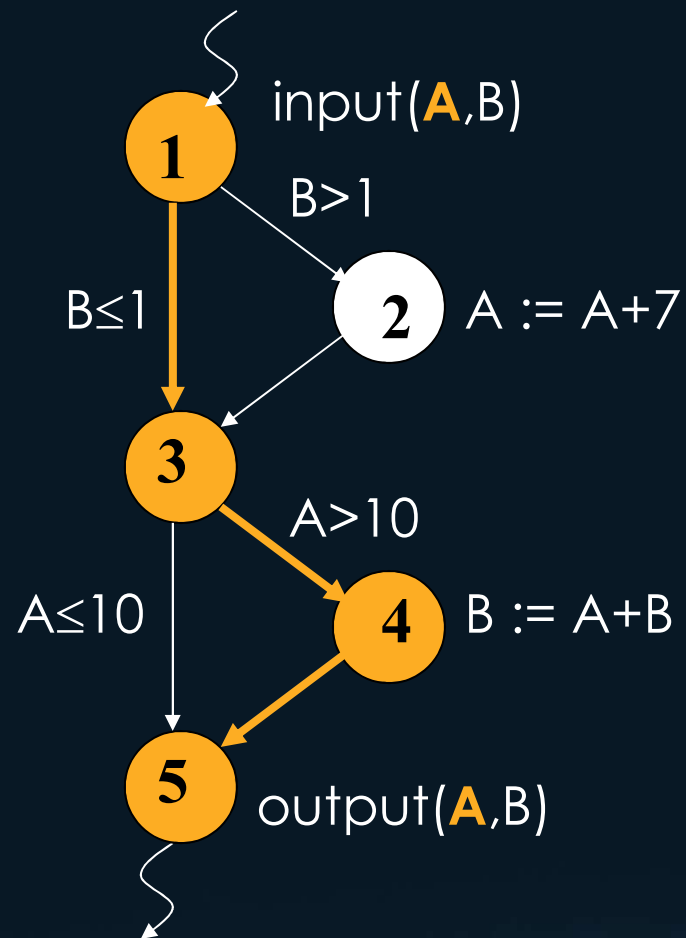 input(A,B)
1
B>1
B≤1
2
A := A+7
3
A>10
A≤10
4
B := A+B
5
output(A,B)